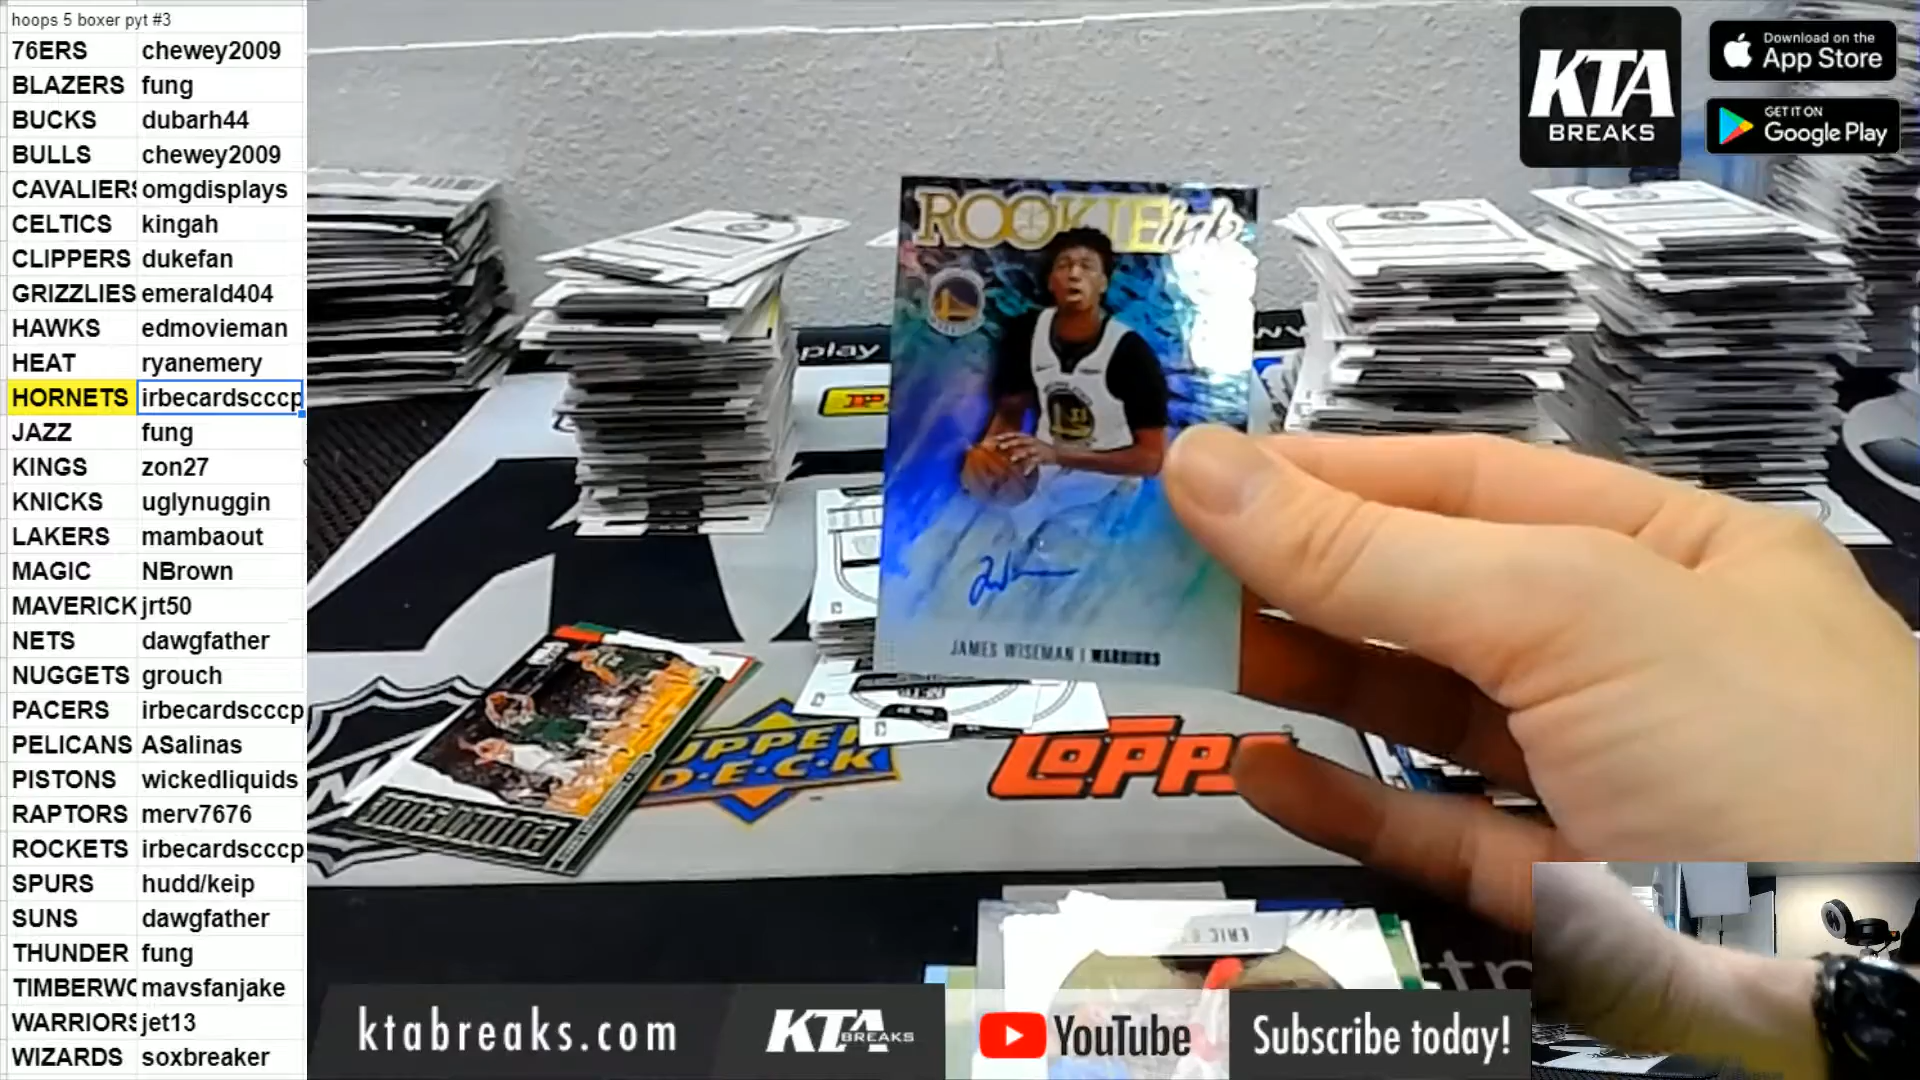 hoops 5 boxer pyt #3
76ERS chewey2009
BLAZERS fung
BUCKS dubarh44
BULLS chewey2009
CAVALIERS omgdisplays
CELTICS kingah
CLIPPERS dukefan
GRIZZLIES emerald404
HAWKS edmovieman
HEAT ryanemery
HORNETS irbecardscccp
JAZZ fung
KINGS zon27
KNICKS uglynuggin
LAKERS mambaout
MAGIC NBrown
MAVERICK jrt50
NETS dawgfather
NUGGETS grouch
PACERS irbecardscccp
PELICANS ASalinas
PISTONS wickedliquids
RAPTORS merv7676
ROCKETS irbecardscccp
SPURS hudd/keip
SUNS dawgfather
THUNDER fung
TIMBERWO mavsfanjake
WARRIORS jet13
WIZARDS soxbreaker
KTA
BREAKS
Download on the
App Store
GET IT ON
Google Play
ROOKIE Ink
play
JAMES WISEMAN | WARRIORS
UPPER
DECK
TOPPS
ERIC
ktabreaks.com
KTA BREAKS
YouTube
Subscribe today!